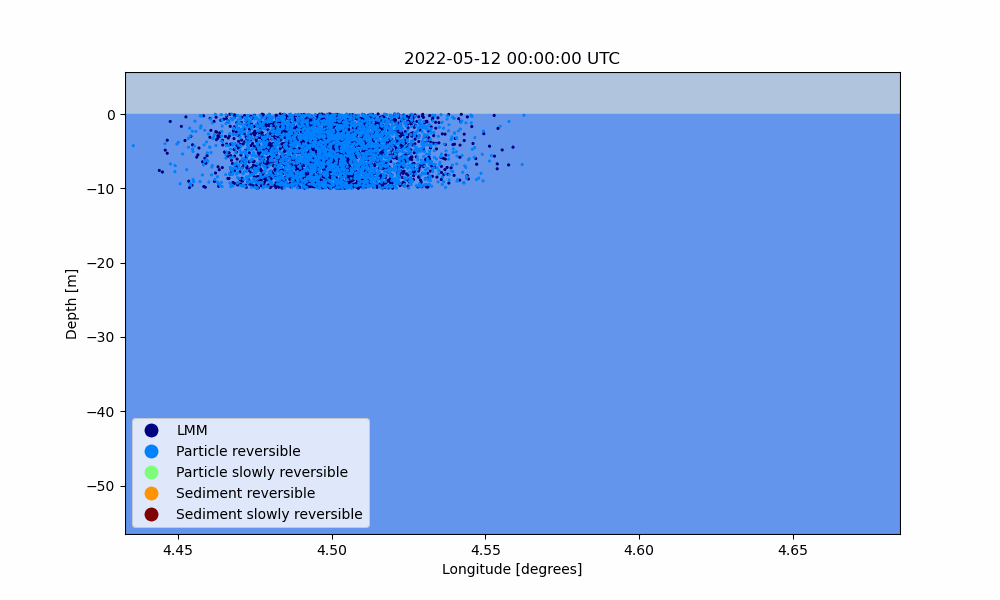 2022-05-12 00:00:00 UTC
0
−10
−20
−30
−40
−50
Depth [m]
LMM
Particle reversible
Particle slowly reversible
Sediment reversible
Sediment slowly reversible
4.45 4.50 4.55 4.60 4.65
Longitude [degrees]